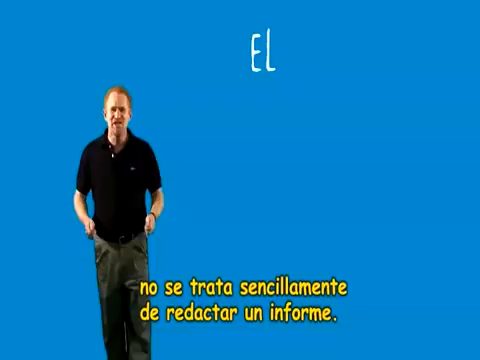 EL
no se trata sencillamente
de redactar un informe.